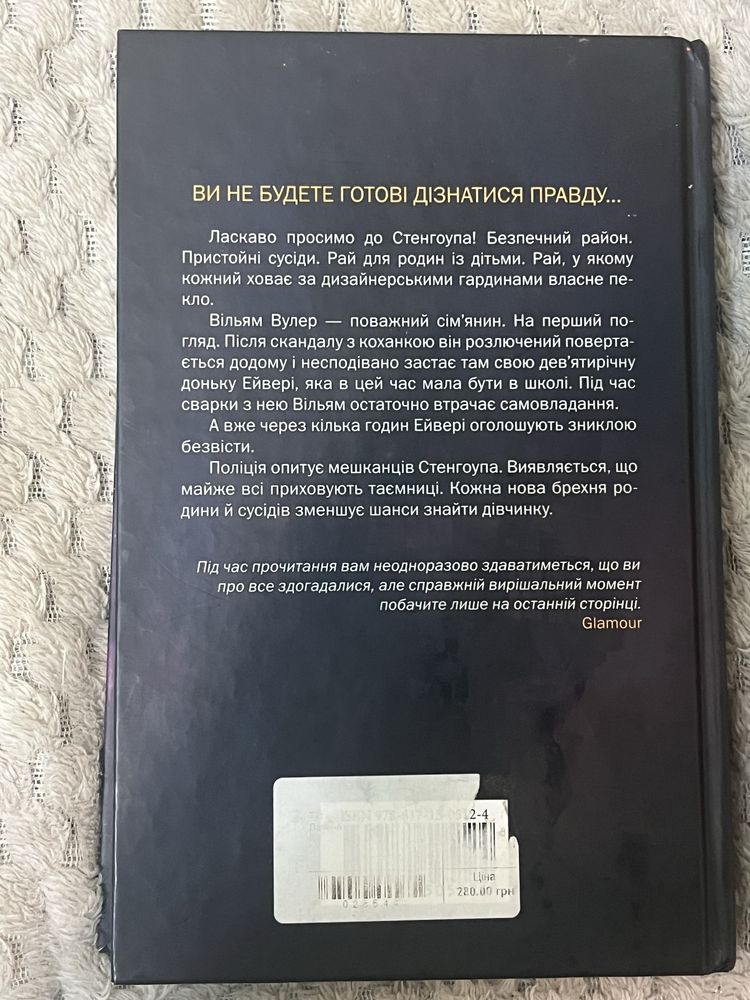 ВИ НЕ БУДЕТЕ ГОТОВІ ДІЗНАТИСЯ ПРАВДУ...
Ласкаво просимо до Стенгоупа! Безпечний район.
Пристойні сусіди. Рай для родин із дітьми. Рай, у якому
кожний ховає за дизайнерськими гардинами власне пе-
кло.
Вільям Вулер — поважний сім’янин. На перший по-
гляд. Після скандалу з коханкою він розлючений поверта-
ється додому і несподівано застає там свою дев’ятирічну
доньку Ейвері, яка в цей час мала бути в школі. Під час
сварки з нею Вільям остаточно втрачає самовладання.
А вже через кілька годин Ейвері оголошують зниклою
безвісти.
Поліція опитує мешканців Стенгоупа. Виявляється, що
майже всі приховують таємниці. Кожна нова брехня ро-
дини й сусідів зменшує шанси знайти дівчинку.
Під час прочитання вам неодноразово здаватиметься, що ви
про все здогадалися, але справжній вирішальний момент
побачите лише на останній сторінці.
Glamour
2-4
Ціна
280.00 грн